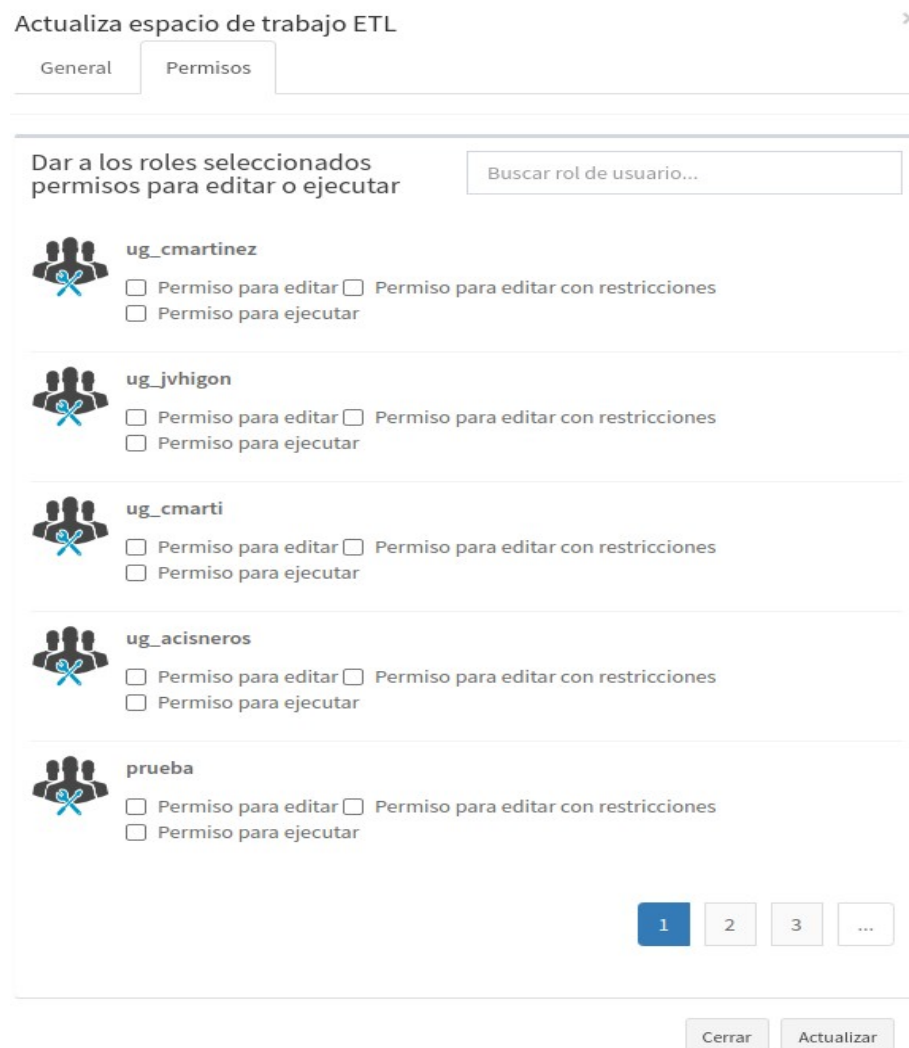 Actualiza espacio de trabajo ETL
General Permisos
Dar a los roles seleccionados
permisos para editar o ejecutar
Buscar rol de usuario...
ug_cmartinez
Permiso para editar Permiso para editar con restricciones
Permiso para ejecutar
ug_jvhigon
Permiso para editar Permiso para editar con restricciones
Permiso para ejecutar
ug_cmarti
Permiso para editar Permiso para editar con restricciones
Permiso para ejecutar
ug_acisneros
Permiso para editar Permiso para editar con restricciones
Permiso para ejecutar
prueba
Permiso para editar Permiso para editar con restricciones
Permiso para ejecutar
1 2 3 ...
Cerrar Actualizar